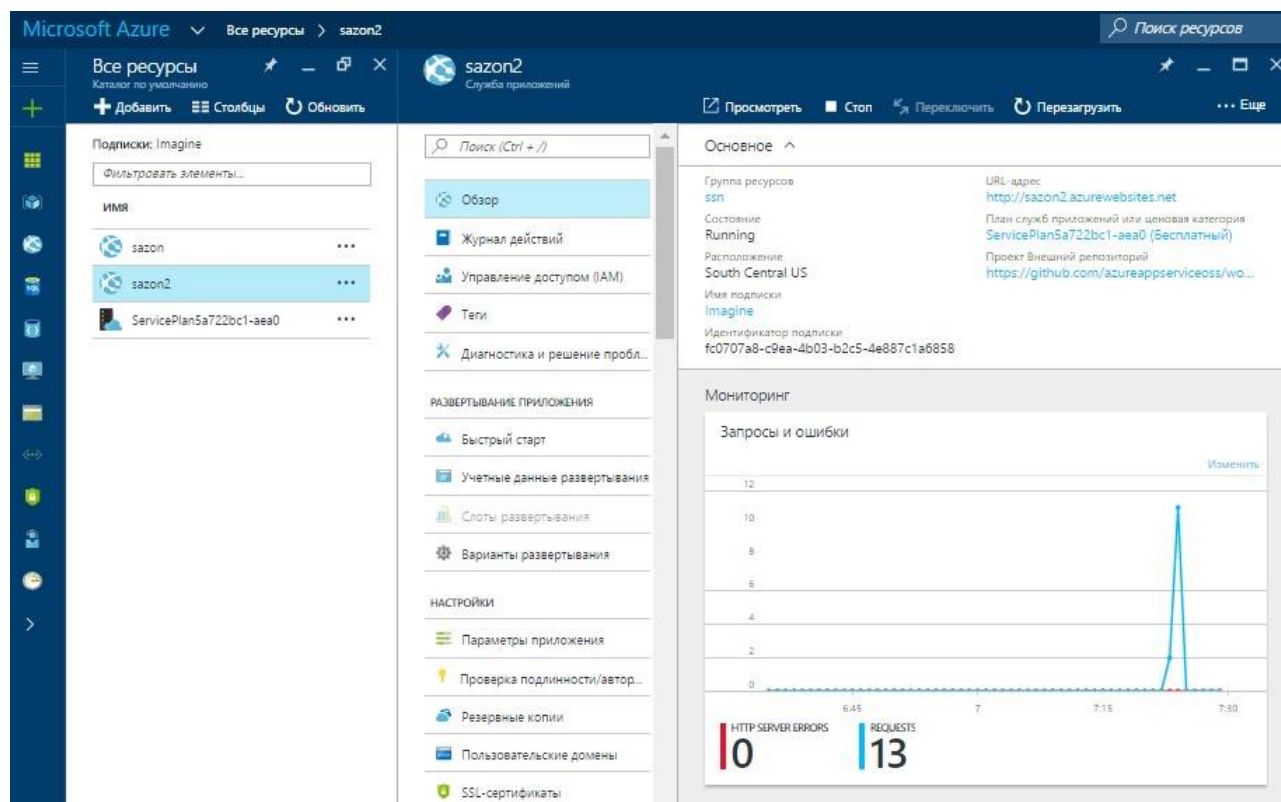 Microsoft Azure Все ресурсы > sazon2
Поиск ресурсов
Все ресурсы
Каталог по умолчанию
Добавить Столбцы Обновить
Подписки: Imagine
Фильтровать элементы...
ИМЯ
sazon
sazon2
ServicePlan5a722bc1-aea0
sazon2
Служба приложений
Поиск (Ctrl + /)
Обзор
Журнал действий
Управление доступом (IAM)
Теги
Диагностика и решение пробл...
РАЗВЕРТЫВАНИЕ ПРИЛОЖЕНИЯ
Быстрый старт
Учетные данные развертывания
Слоты развертывания
Варианты развертывания
НАСТРОЙКИ
Параметры приложения
Проверка подлинности/автор...
Резервные копии
Пользовательские домены
SSL-сертификаты
Просмотреть Стоп Переключить Перезагрузить ... Еще
Основное
Группа ресурсов
ssn
Состояние
Running
Расположение
South Central US
Имя подписки
Imagine
Идентификатор подписки
fc0707a8-c9ea-4b03-b2c5-4e887c1a6858
URL-адрес
http://sazon2.azurewebsites.net
План служб приложений или ценовая категория
ServicePlan5a722bc1-aea0 (Бесплатный)
Проект Внешний репозиторий
https://github.com/azureappserviceoss/wo...
Мониторинг
Запросы и ошибки
Изменить
12
10
8
6
4
2
0
6:45 7 7:15 7:30
HTTP SERVER ERRORS
0
REQUESTS
13